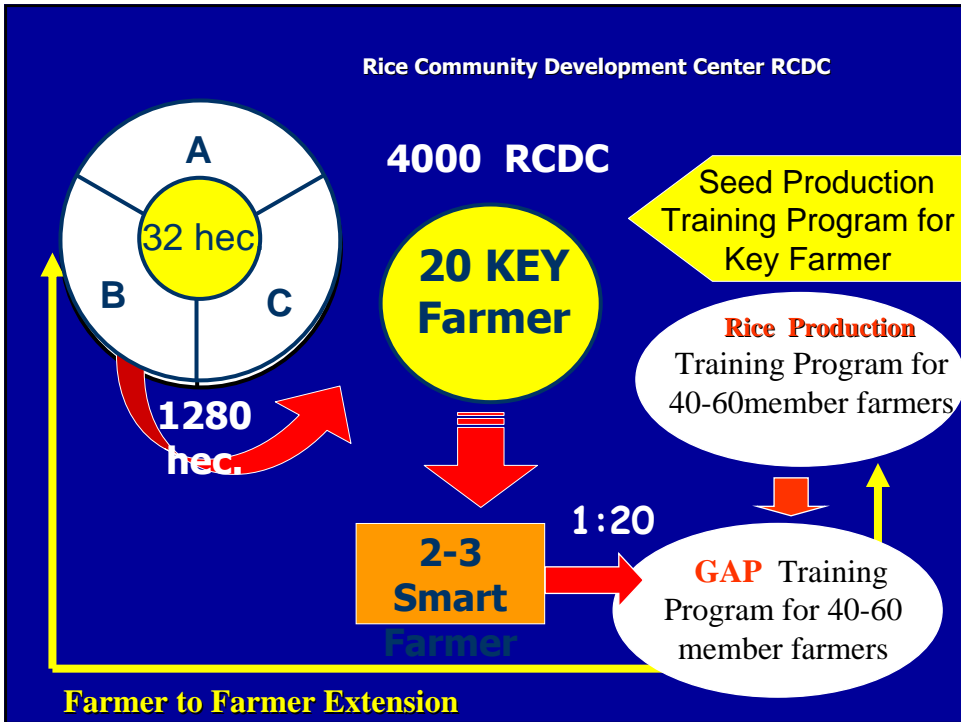 Rice Community Development Center RCDC
A
B
C
32 hec
1280
hec.
4000 RCDC
20 KEY
Farmer
Seed Production
Training Program for
Key Farmer
Rice Production
Training Program for
40-60member farmers
2-3
Smart
Farmer
1:20
GAP Training
Program for 40-60
member farmers
Farmer to Farmer Extension